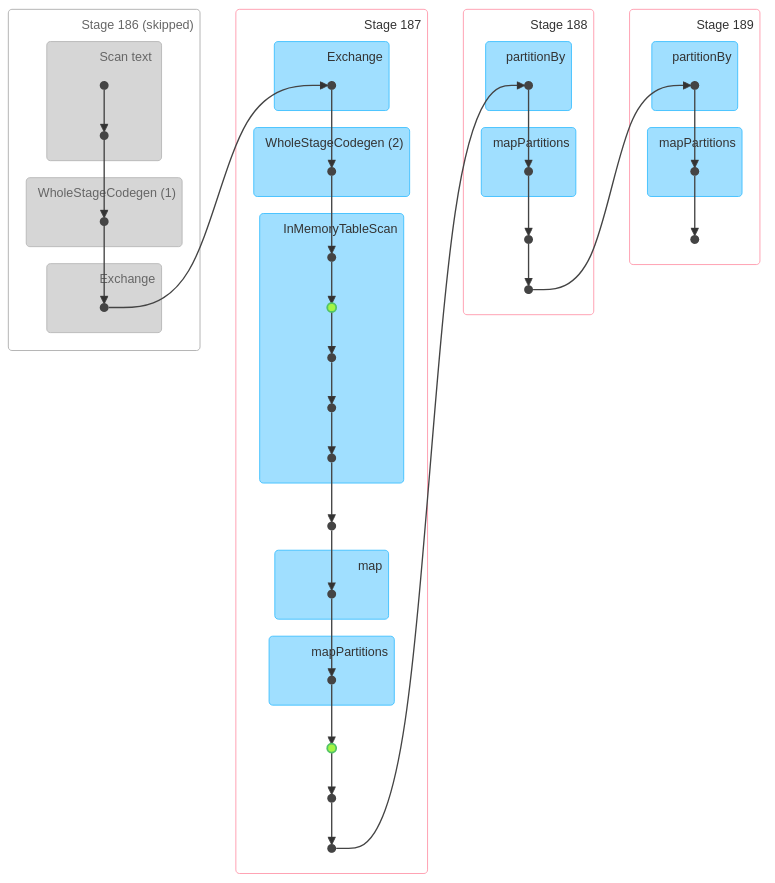 Stage 186 (skipped)
Scan text
WholeStageCodegen (1)
Exchange
Stage 187
Exchange
WholeStageCodegen (2)
InMemoryTableScan
map
mapPartitions
Stage 188
partitionBy
mapPartitions
Stage 189
partitionBy
mapPartitions